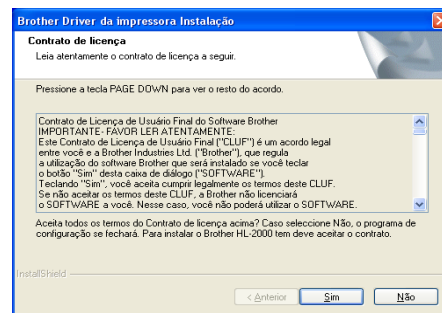 Brother Driver da impressora Instalação
Contrato de licença
Leia atentamente o contrato de licença a seguir.
Pressione a tecla PAGE DOWN para ver o resto do acordo.
Contrato de Licença de Usuário Final do Software Brother
IMPORTANTE- FAVOR LER ATENTAMENTE:
Este Contrato de Licença de Usuário Final ("CLUF") é um acordo legal
entre você e a Brother Industries Ltd. ("Brother"), que regula
a utilização do software Brother que será instalado se você teclar
o botão "Sim" desta caixa de diálogo ("SOFTWARE").
Teclando "Sim", você aceita cumprir legalmente os termos deste CLUF.
Se não aceitar os termos deste CLUF, a Brother não licenciará
o SOFTWARE a você. Nesse caso, você não poderá utilizar o SOFTWARE.
Aceita todos os termos do Contrato de licença acima? Caso seleccione Não, o programa de
configuração se fechará. Para instalar o Brother HL-2000 tem deve aceitar o contrato.
InstallShield
< Anterior
Sim
Não